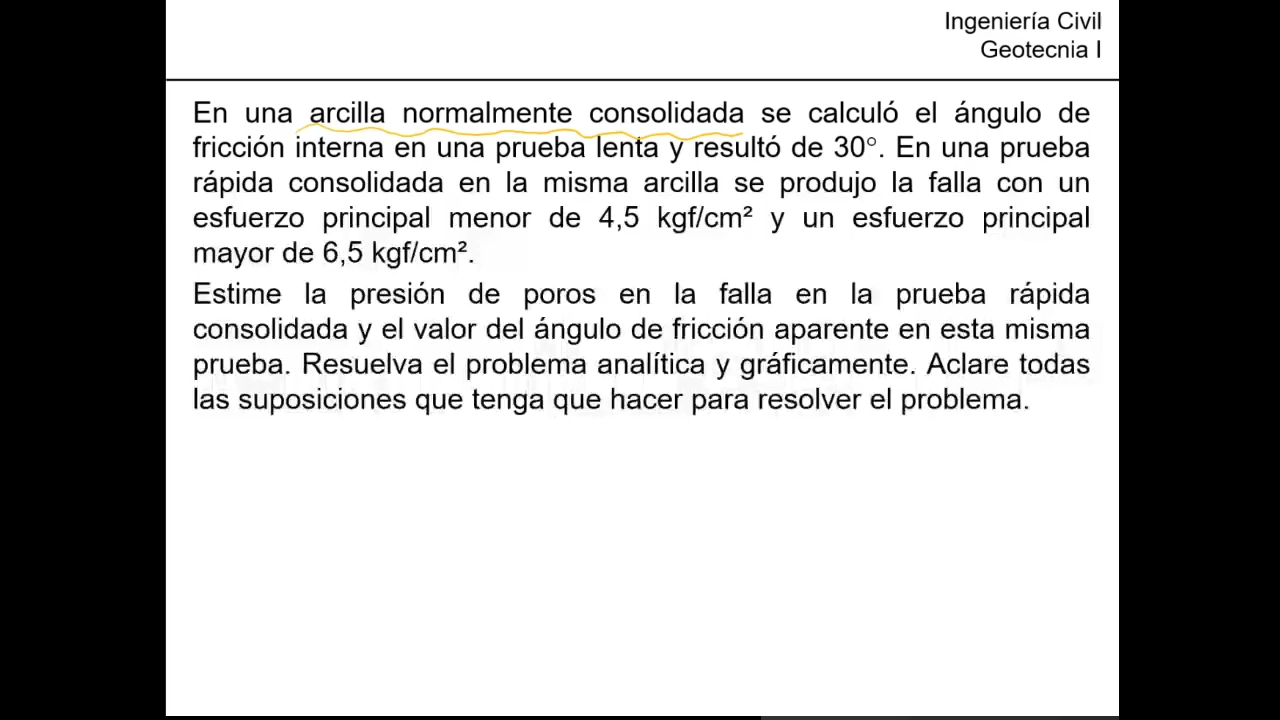 Ingeniería Civil
Geotecnia I
En una arcilla normalmente consolidada se calculó el ángulo de
fricción interna en una prueba lenta y resultó de 30°. En una prueba
rápida consolidada en la misma arcilla se produjo la falla con un
esfuerzo principal menor de 4,5 kgf/cm² y un esfuerzo principal
mayor de 6,5 kgf/cm².
Estime la presión de poros en la falla en la prueba rápida
consolidada y el valor del ángulo de fricción aparente en esta misma
prueba. Resuelva el problema analítica y gráficamente. Aclare todas
las suposiciones que tenga que hacer para resolver el problema.